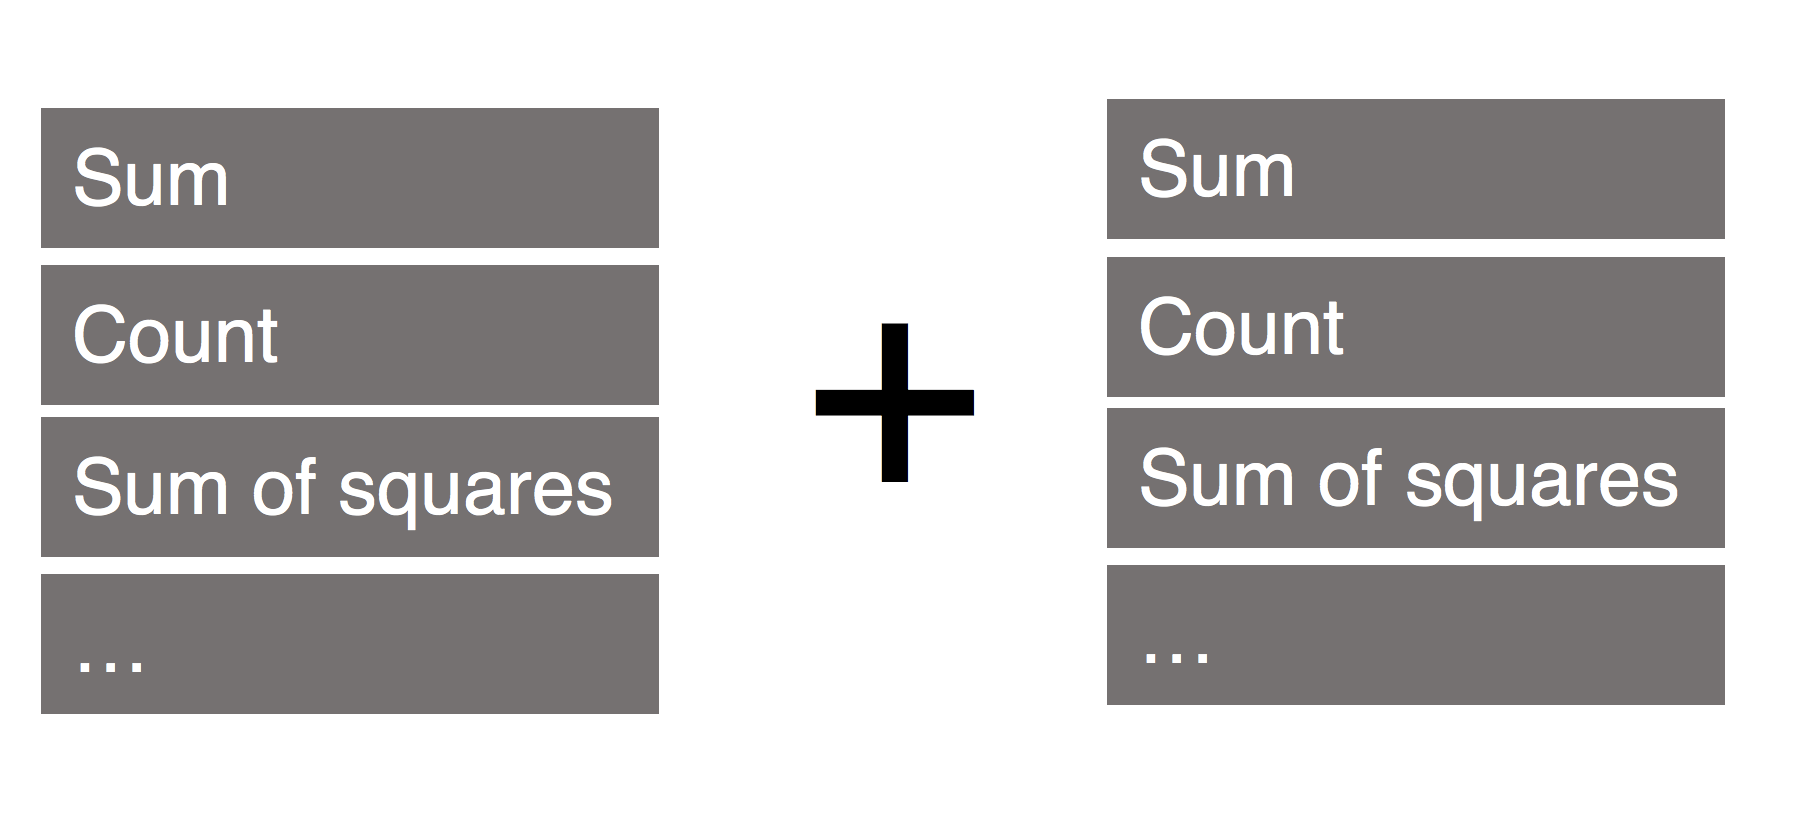 Sum
Count
Sum of squares
...
+
Sum
Count
Sum of squares
...